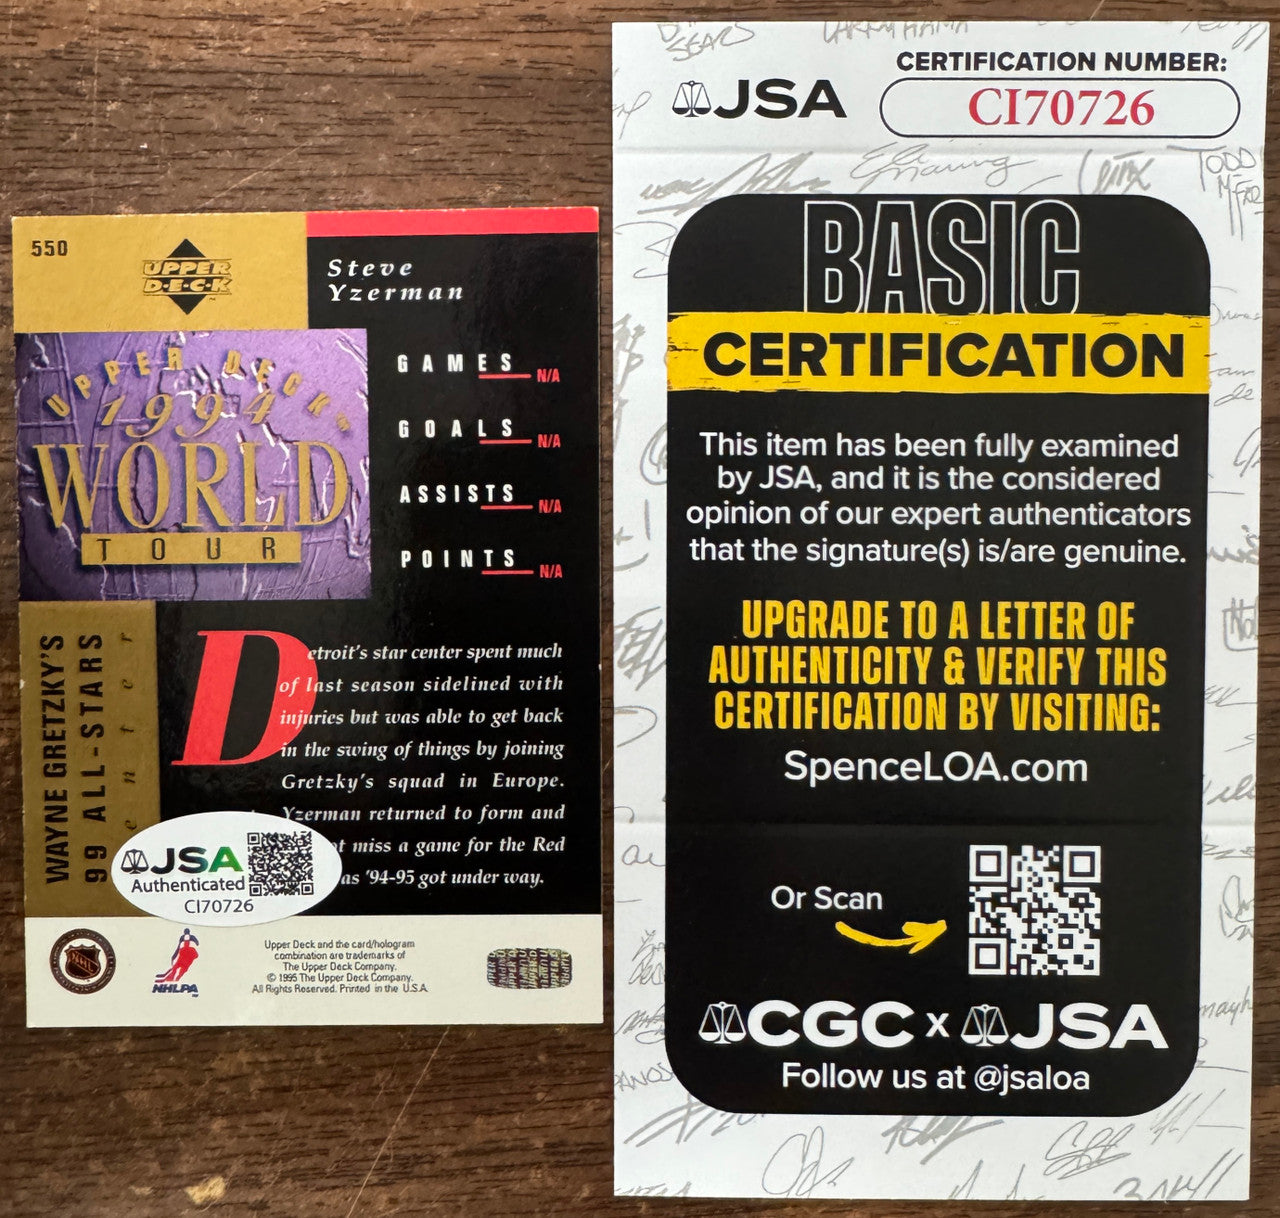 550
UPPER
D·E·C·K
Steve
Yzerman
UPPER DECK
1994
WORLD
TOUR
GAMES
N/A
GOALS
N/A
ASSISTS
N/A
POINTS
N/A
WAYNE GRETZKY'S
99 ALL-STARS
Detroit's star center spent much
of last season sidelined with
injuries but was able to get back
in the swing of things by joining
Gretzky's squad in Europe.
Yzerman returned to form and
miss a game for the Red
as '94-95 got under way.
JSA
Authenticated
CI70726
NHL
NHLPA
Upper Deck and the card/hologram
combination are trademarks of
The Upper Deck Company.
© 1995 The Upper Deck Company.
All Rights Reserved. Printed in the U.S.A.
JSA
CERTIFICATION NUMBER:
CI70726
BASIC
CERTIFICATION
This item has been fully examined
by JSA, and it is the considered
opinion of our expert authenticators
that the signature(s) is/are genuine.
UPGRADE TO A LETTER OF
AUTHENTICITY & VERIFY THIS
CERTIFICATION BY VISITING:
SpenceLOA.com
Or Scan
CGC x JSA
Follow us at @jsaloa